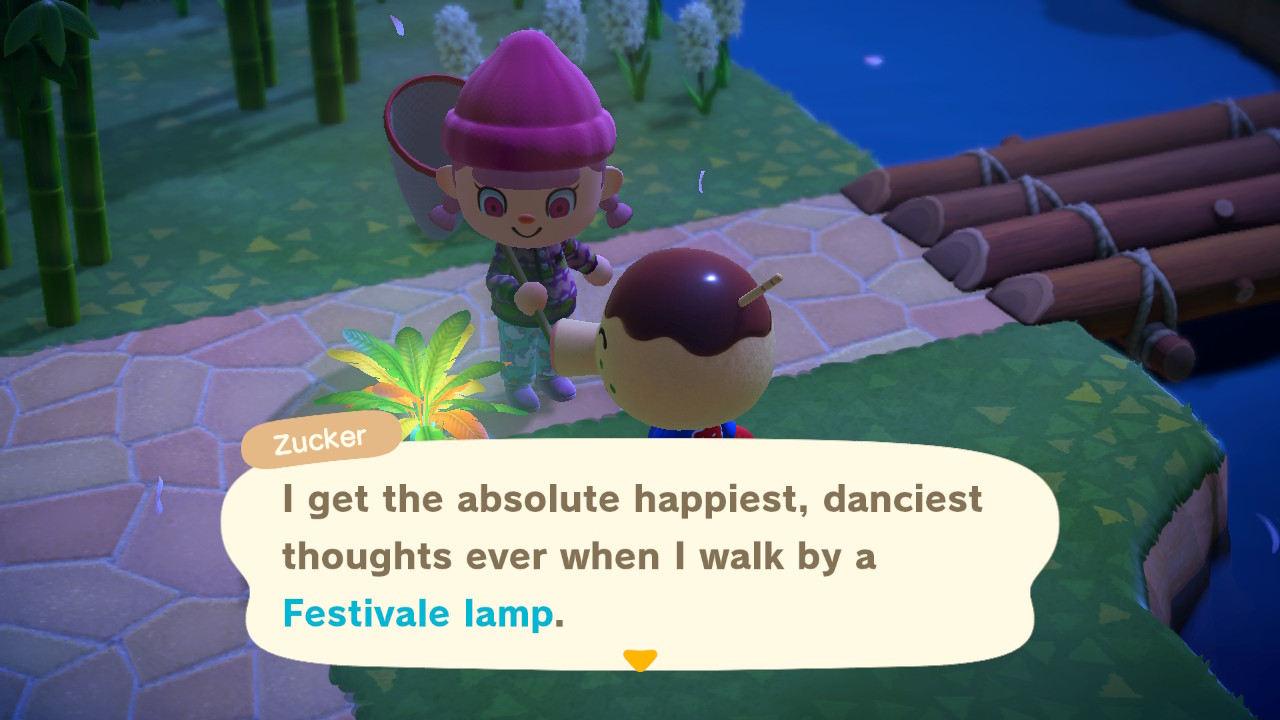 Zucker
I get the absolute happiest, danciest
thoughts ever when I walk by a
Festivale lamp.